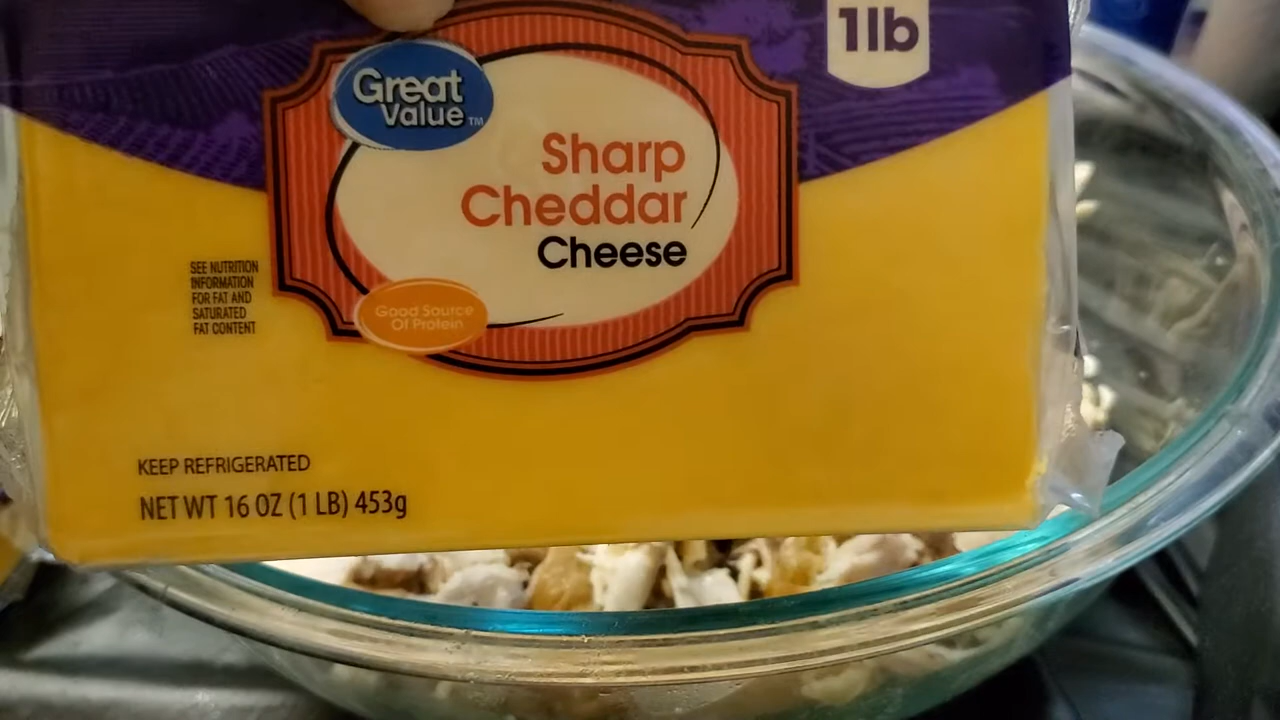 1lb
Great
Value™
Sharp
Cheddar
Cheese
SEE NUTRITION
INFORMATION
FOR FAT AND
SATURATED
FAT CONTENT
Good Source
Of Protein
KEEP REFRIGERATED
NET WT 16 OZ (1 LB) 453g